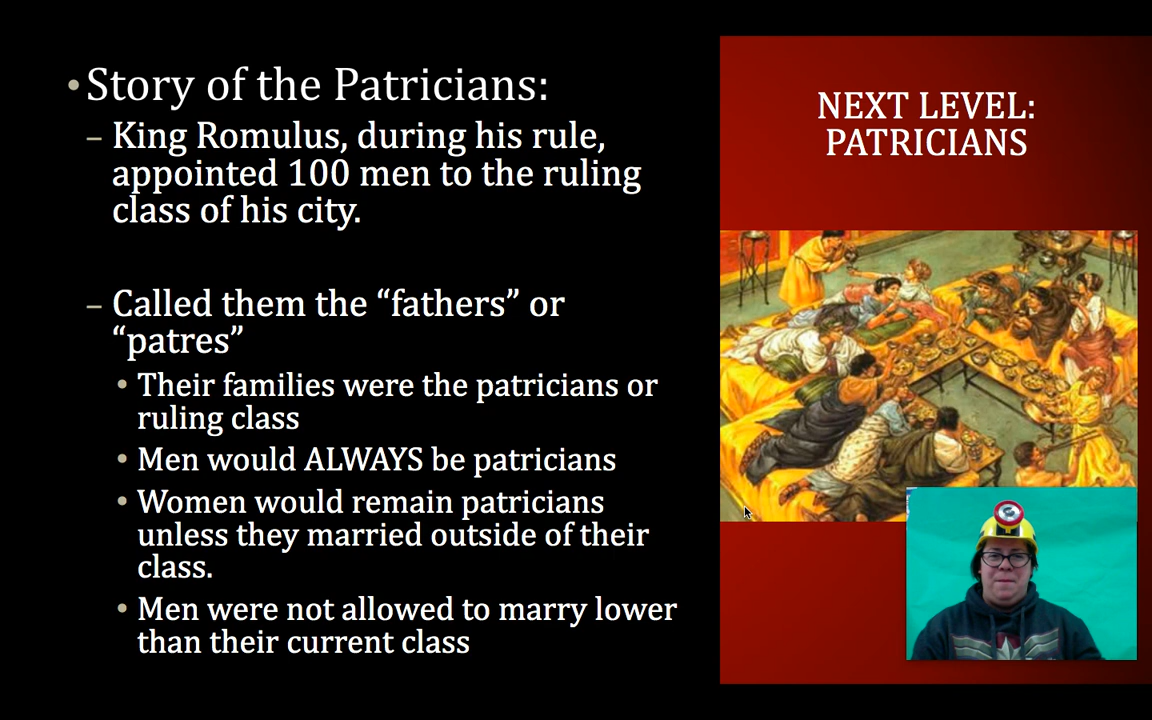 • Story of the Patricians:
– King Romulus, during his rule,
appointed 100 men to the ruling
class of his city.
– Called them the “fathers” or
“patres”
• Their families were the patricians or
ruling class
• Men would ALWAYS be patricians
• Women would remain patricians
unless they married outside of their
class.
• Men were not allowed to marry lower
than their current class
NEXT LEVEL:
PATRICIANS